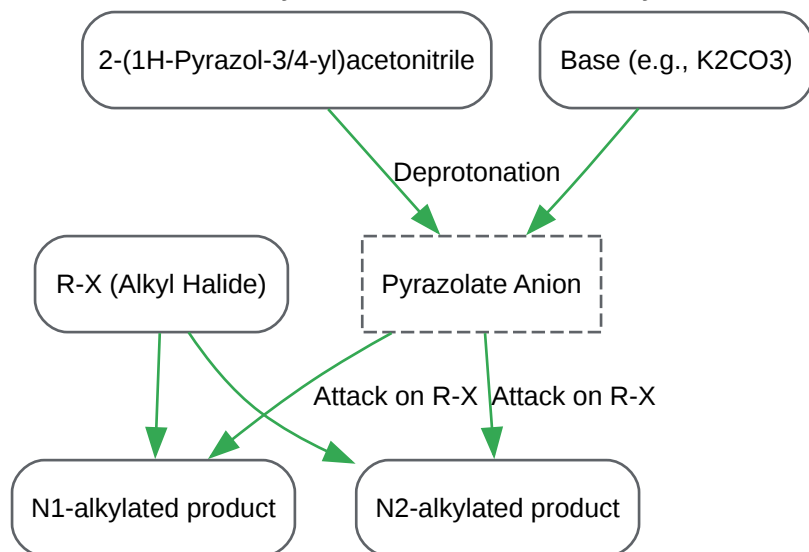 2-(1H-Pyrazol-3/4-yl)acetonitrile
Base (e.g., K2CO3)
Deprotonation
R-X (Alkyl Halide)
Pyrazolate Anion
Attack on R-X
Attack on R-X
N1-alkylated product
N2-alkylated product